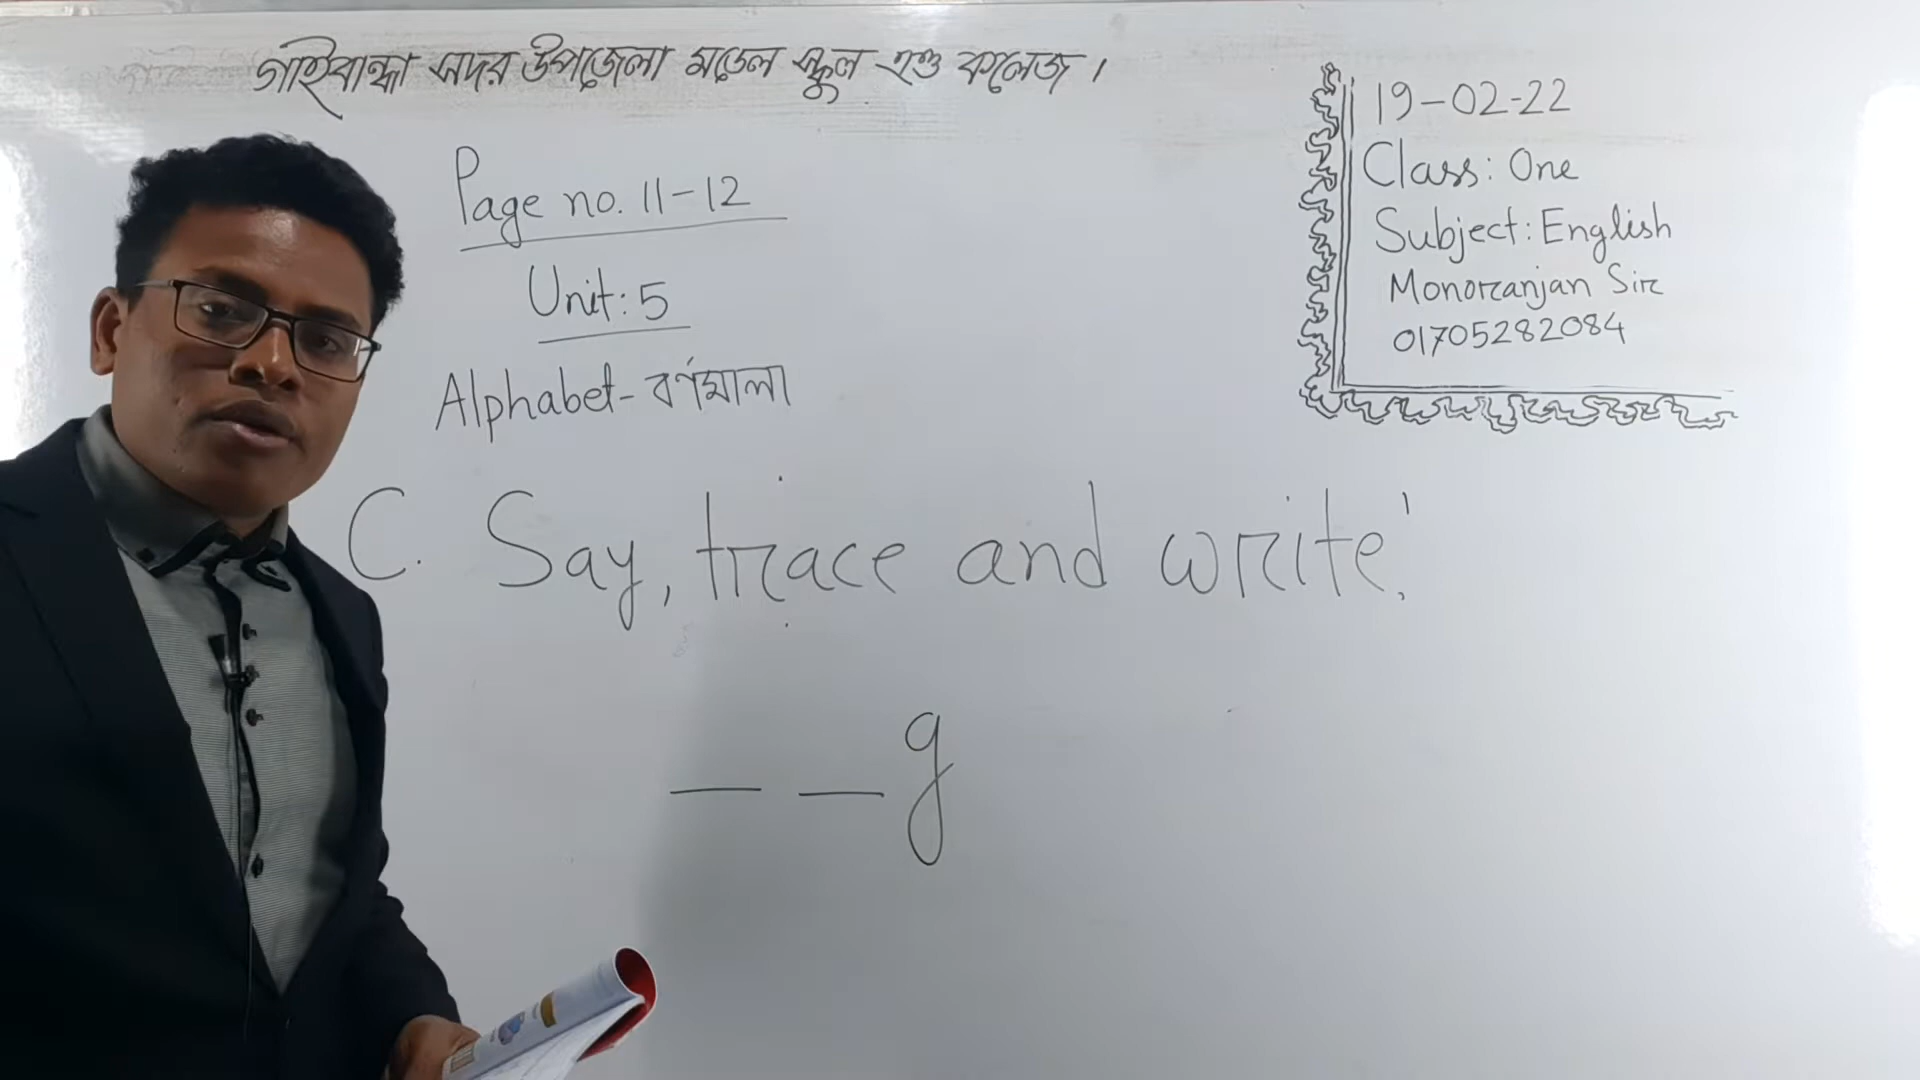 গাইবান্ধা সদর উপজেলা মডেল স্কুল এণ্ড কলেজ।
19-02-22
Class: One
Subject: English
Monoranjan Sir
01705282084
Page no. 11-12
Unit: 5
Alphabet - বর্ণমালা
C. Say, trace and write.
_ _ g